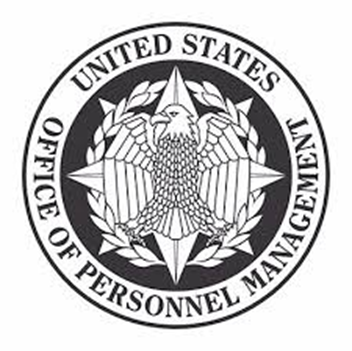 UNITED STATES
OFFICE OF PERSONNEL MANAGEMENT